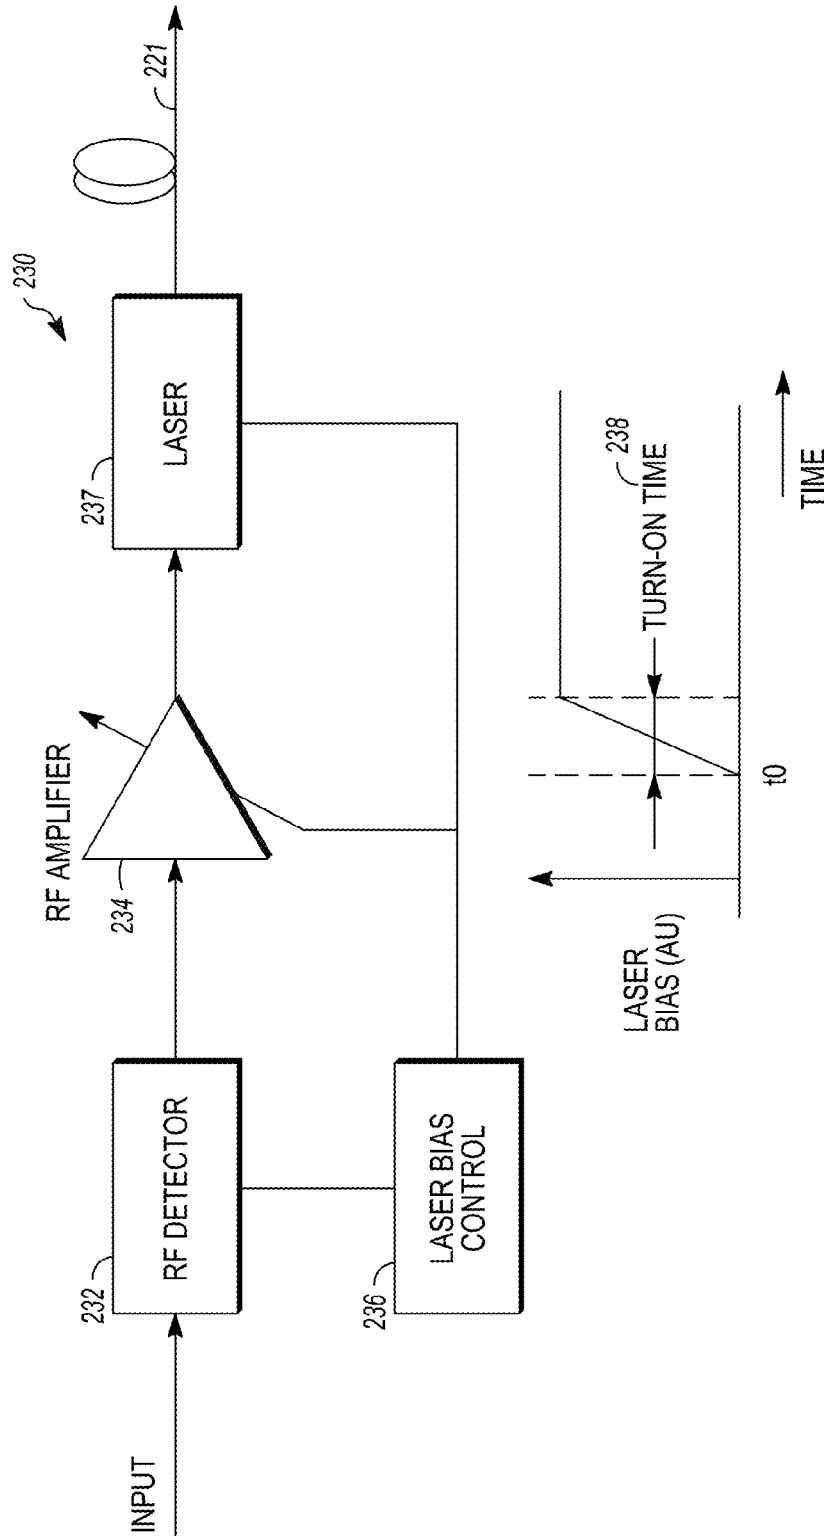 230
INPUT
232
RF DETECTOR
RF AMPLIFIER
234
237
LASER
221
236
LASER BIAS
CONTROL
LASER
BIAS (AU)
t0
TURN-ON TIME
238
TIME